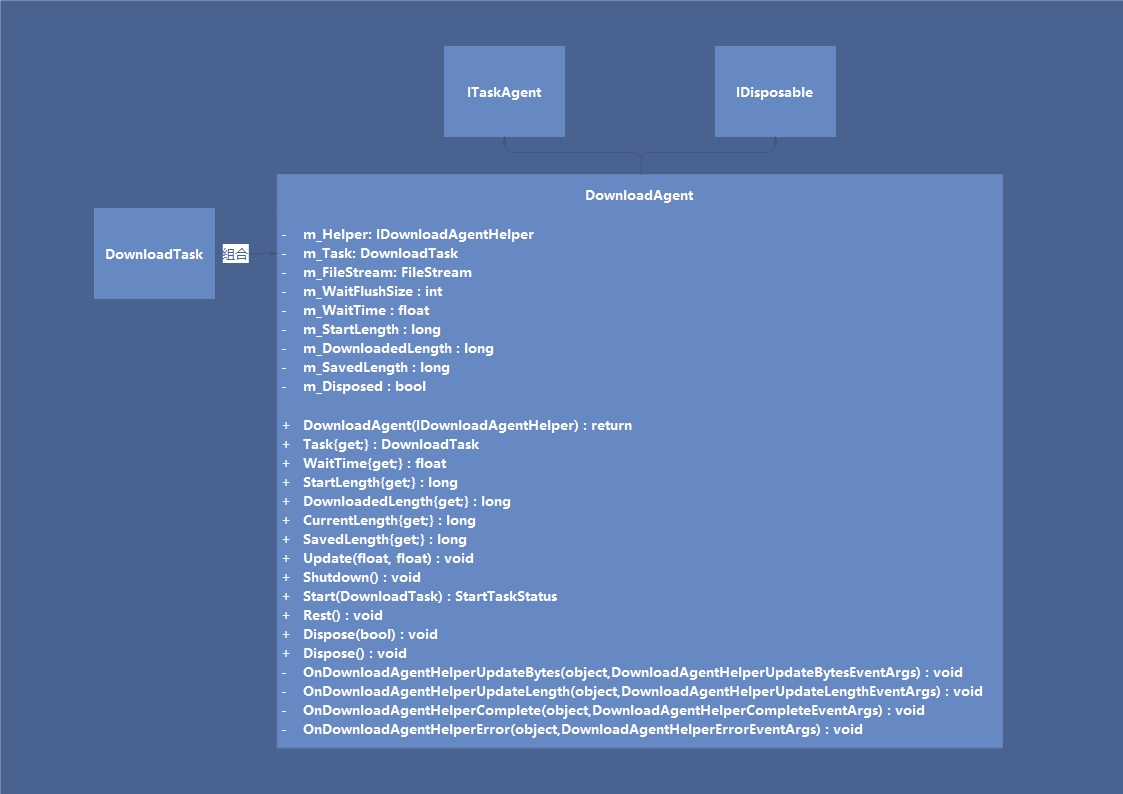 ITaskAgent
IDisposable
DownloadAgent
DownloadTask
组合
- m_Helper: IDownloadAgentHelper
- m_Task: DownloadTask
- m_FileStream: FileStream
- m_WaitFlushSize : int
- m_WaitTime : float
- m_StartLength : long
- m_DownloadedLength : long
- m_SavedLength : long
- m_Disposed : bool
+ DownloadAgent(IDownloadAgentHelper) : return
+ Task{get;} : DownloadTask
+ WaitTime{get;} : float
+ StartLength{get;} : long
+ DownloadedLength{get;} : long
+ CurrentLength{get;} : long
+ SavedLength{get;} : long
+ Update(float, float) : void
+ Shutdown() : void
+ Start(DownloadTask) : StartTaskStatus
+ Rest() : void
+ Dispose(bool) : void
+ Dispose() : void
- OnDownloadAgentHelperUpdateBytes(object,DownloadAgentHelperUpdateBytesEventArgs) : void
- OnDownloadAgentHelperUpdateLength(object,DownloadAgentHelperUpdateLengthEventArgs) : void
- OnDownloadAgentHelperComplete(object,DownloadAgentHelperCompleteEventArgs) : void
- OnDownloadAgentHelperError(object,DownloadAgentHelperErrorEventArgs) : void